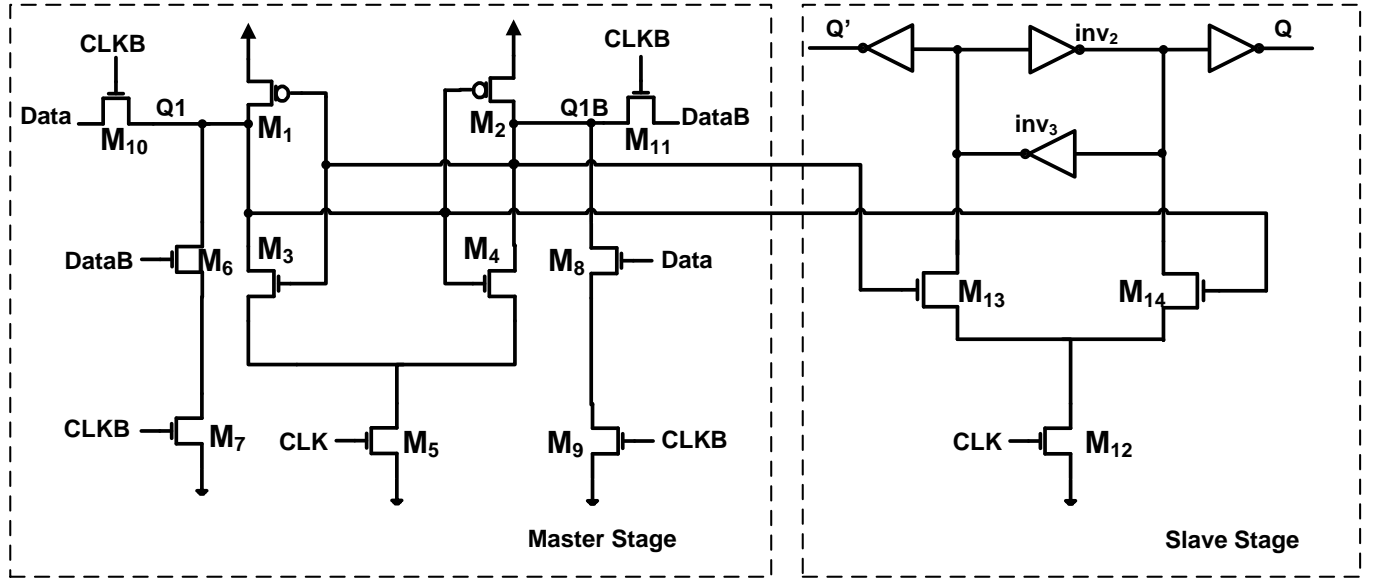 CLKB
CLKB
Q'
inv₂
Q
Data
Q1
M₁₀
M₁
M₂
Q1B
M₁₁
DataB
inv₃
DataB
M₆
M₃
M₄
M₈
Data
M₁₃
M₁₄
CLKB
M₇
CLK
M₅
M₉
CLKB
CLK
M₁₂
Master Stage
Slave Stage